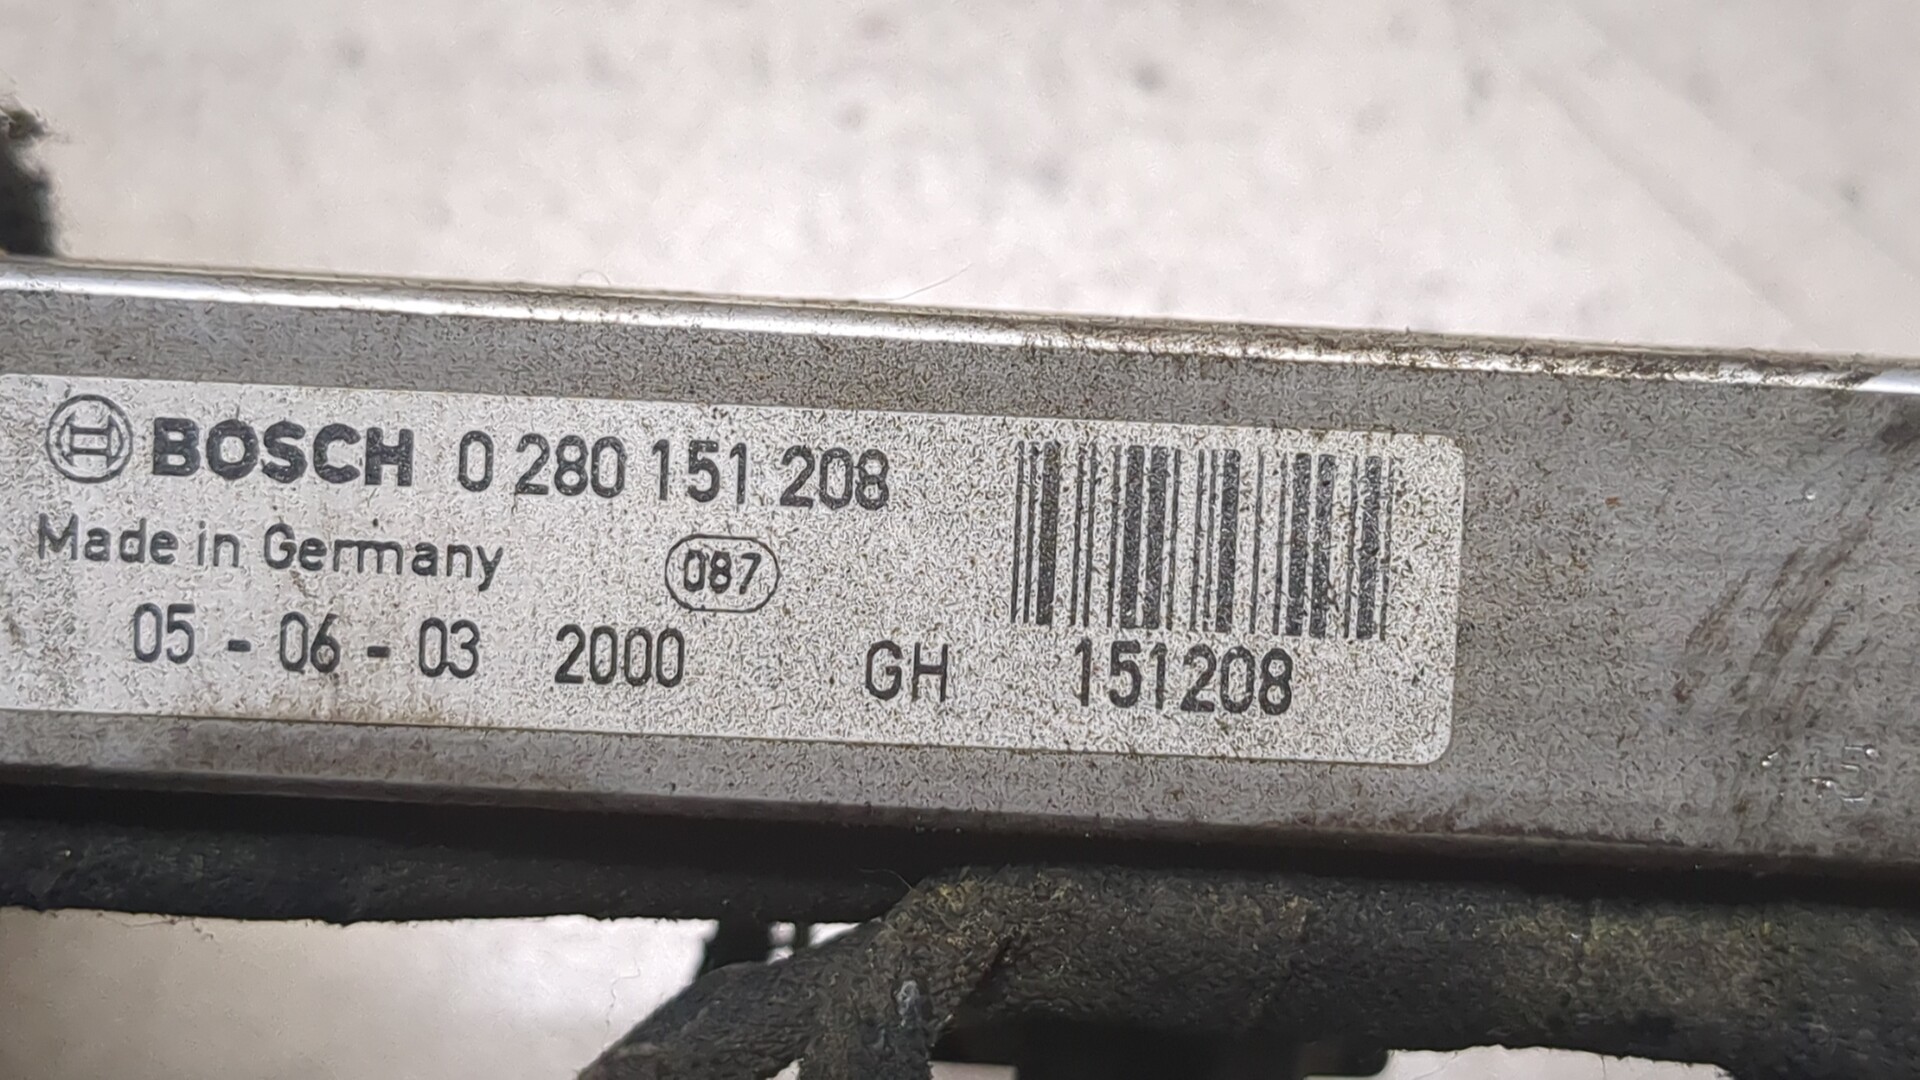 BOSCH 0 280 151 208
Made in Germany 087
05 - 06 - 03 2000 GH 151208